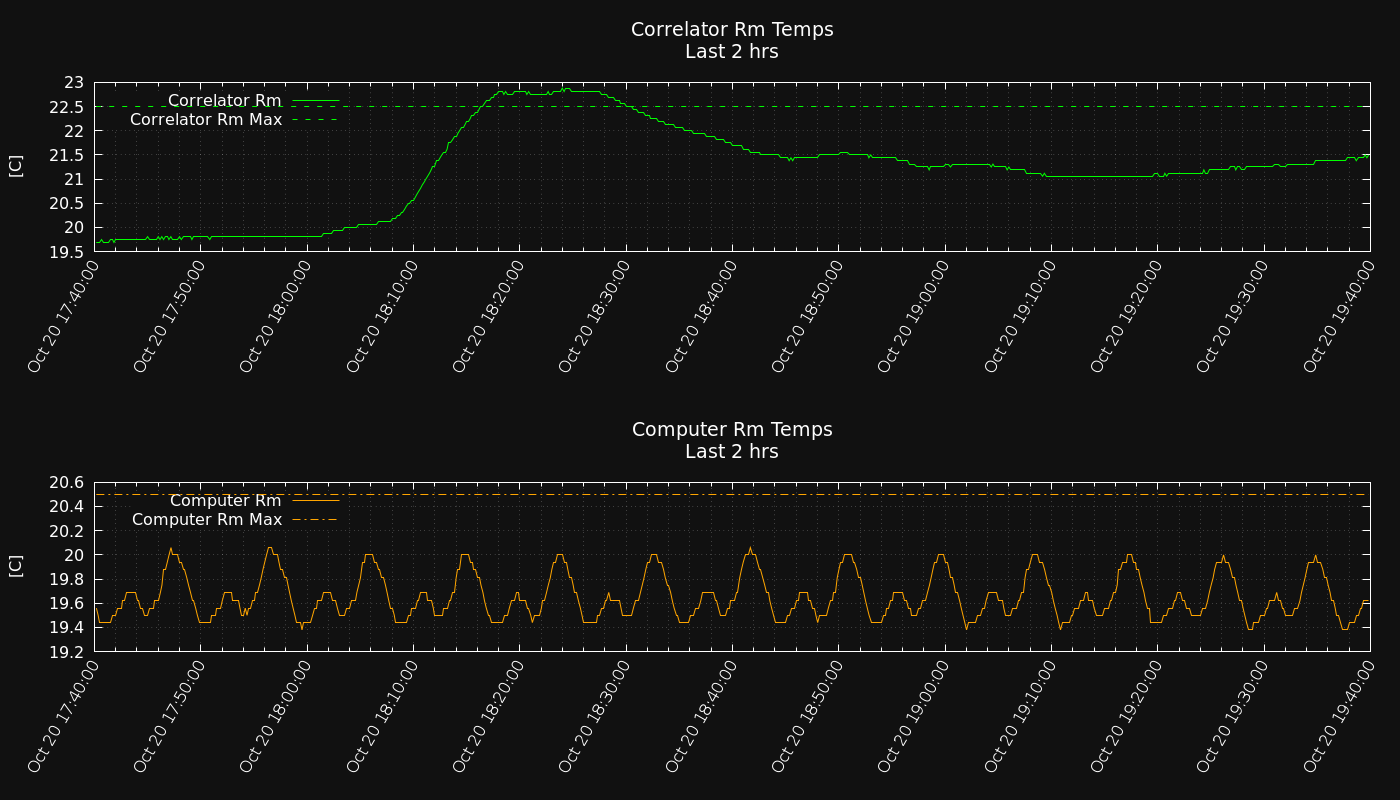 Correlator Rm Temps
Last 2 hrs
Correlator Rm
Correlator Rm Max
[C]
23
22.5
22
21.5
21
20.5
20
19.5
Oct 20 17:40:00
Oct 20 17:50:00
Oct 20 18:00:00
Oct 20 18:10:00
Oct 20 18:20:00
Oct 20 18:30:00
Oct 20 18:40:00
Oct 20 18:50:00
Oct 20 19:00:00
Oct 20 19:10:00
Oct 20 19:20:00
Oct 20 19:30:00
Oct 20 19:40:00
Computer Rm Temps
Last 2 hrs
Computer Rm
Computer Rm Max
[C]
20.6
20.4
20.2
20
19.8
19.6
19.4
19.2
Oct 20 17:40:00
Oct 20 17:50:00
Oct 20 18:00:00
Oct 20 18:10:00
Oct 20 18:20:00
Oct 20 18:30:00
Oct 20 18:40:00
Oct 20 18:50:00
Oct 20 19:00:00
Oct 20 19:10:00
Oct 20 19:20:00
Oct 20 19:30:00
Oct 20 19:40:00